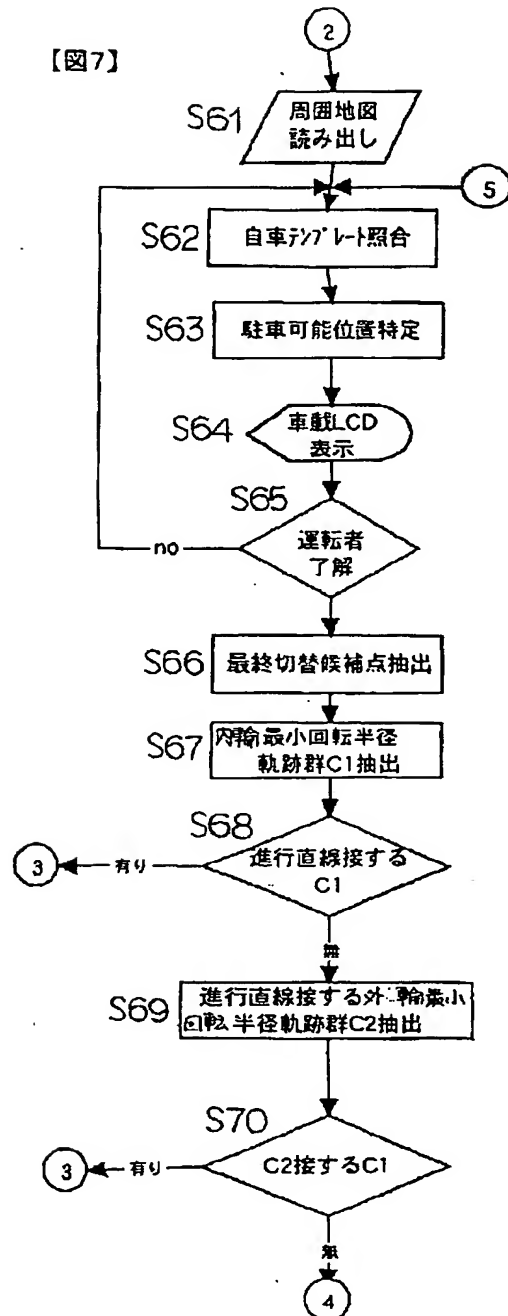 2
【図7】
S61
周囲地図
読み出し
5
S62
自車テンプレート照合
S63
駐車可能位置特定
S64
車載LCD
表示
S65
運転者
了解
no
S66
最終切替候補点抽出
S67
内輪最小回転半径
軌跡群C1抽出
S68
進行直線接する
C1
3
有り
無
S69
進行直線接する外輪最小
回転半径軌跡群C2抽出
S70
C2接するC1
3
有り
無
4